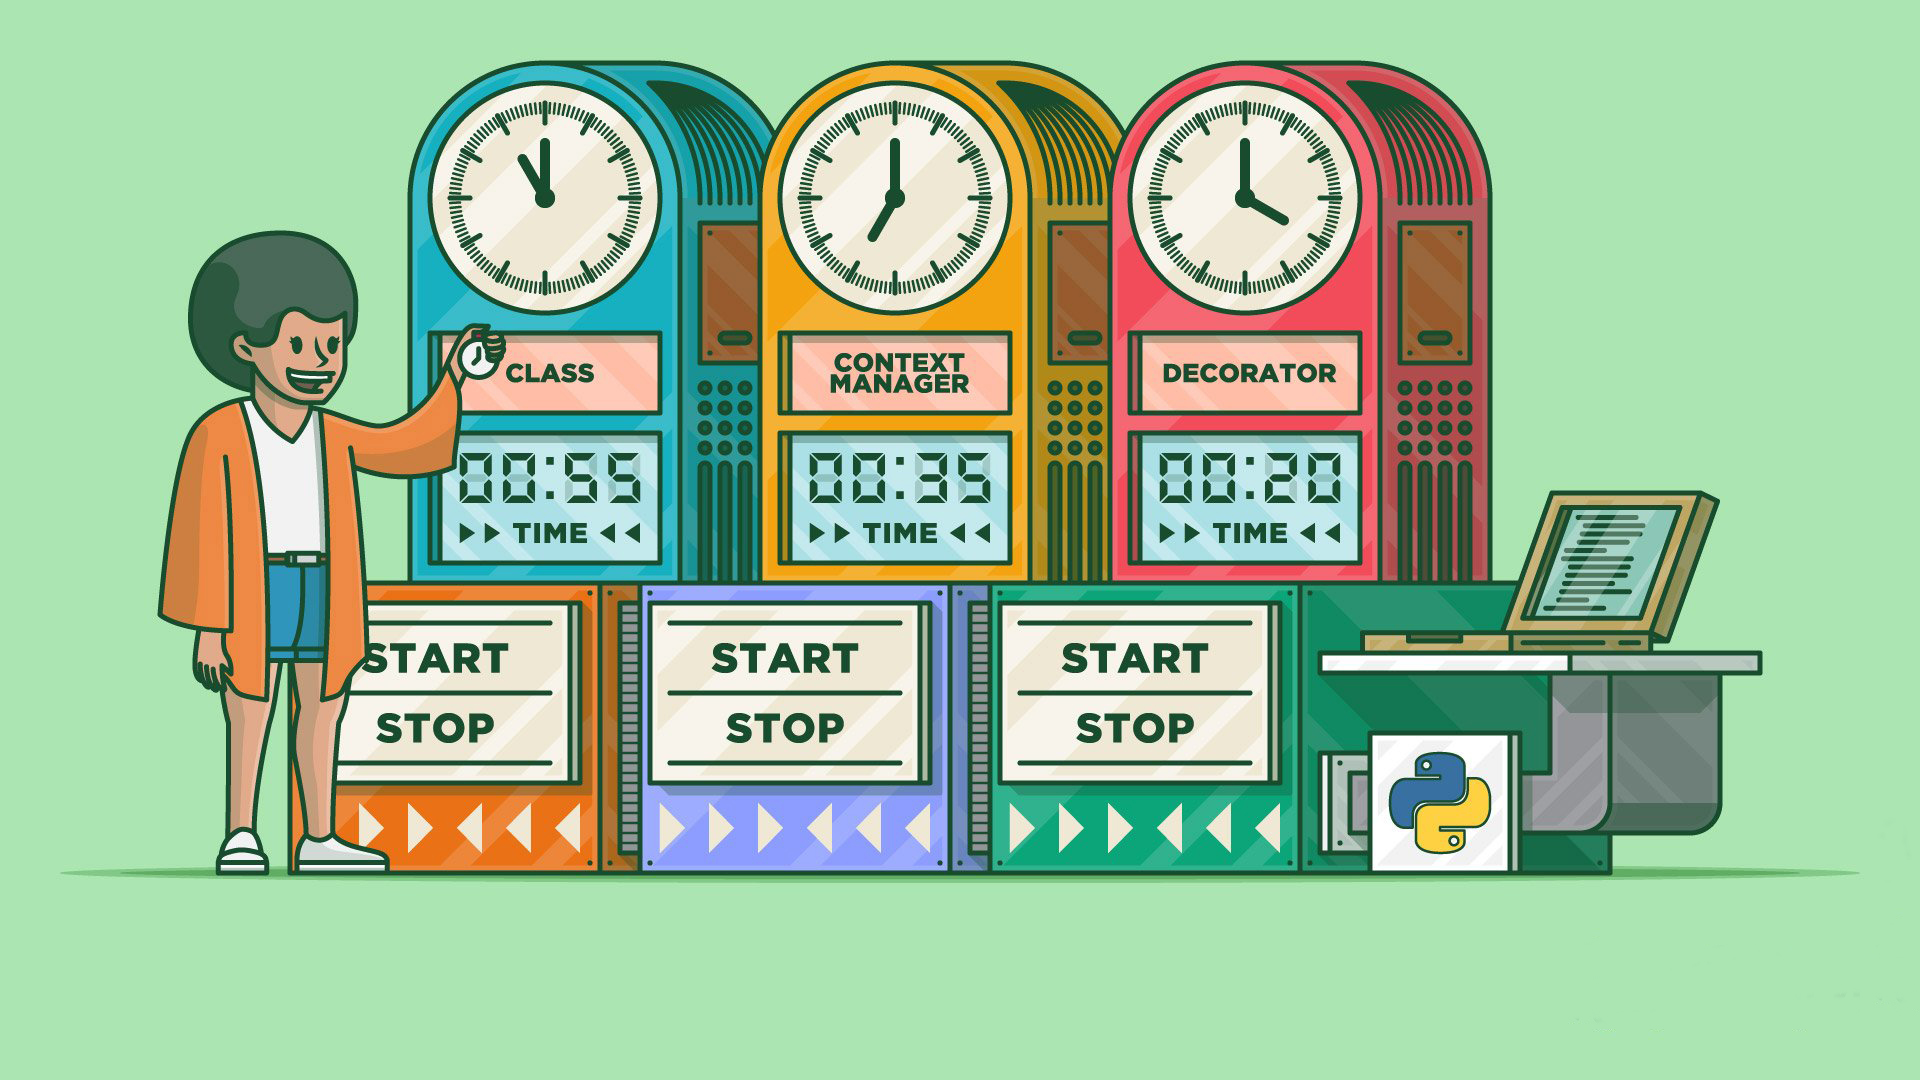 CLASS
CONTEXT
MANAGER
DECORATOR
00:55
TIME
00:35
TIME
00:20
TIME
START
STOP
START
STOP
START
STOP